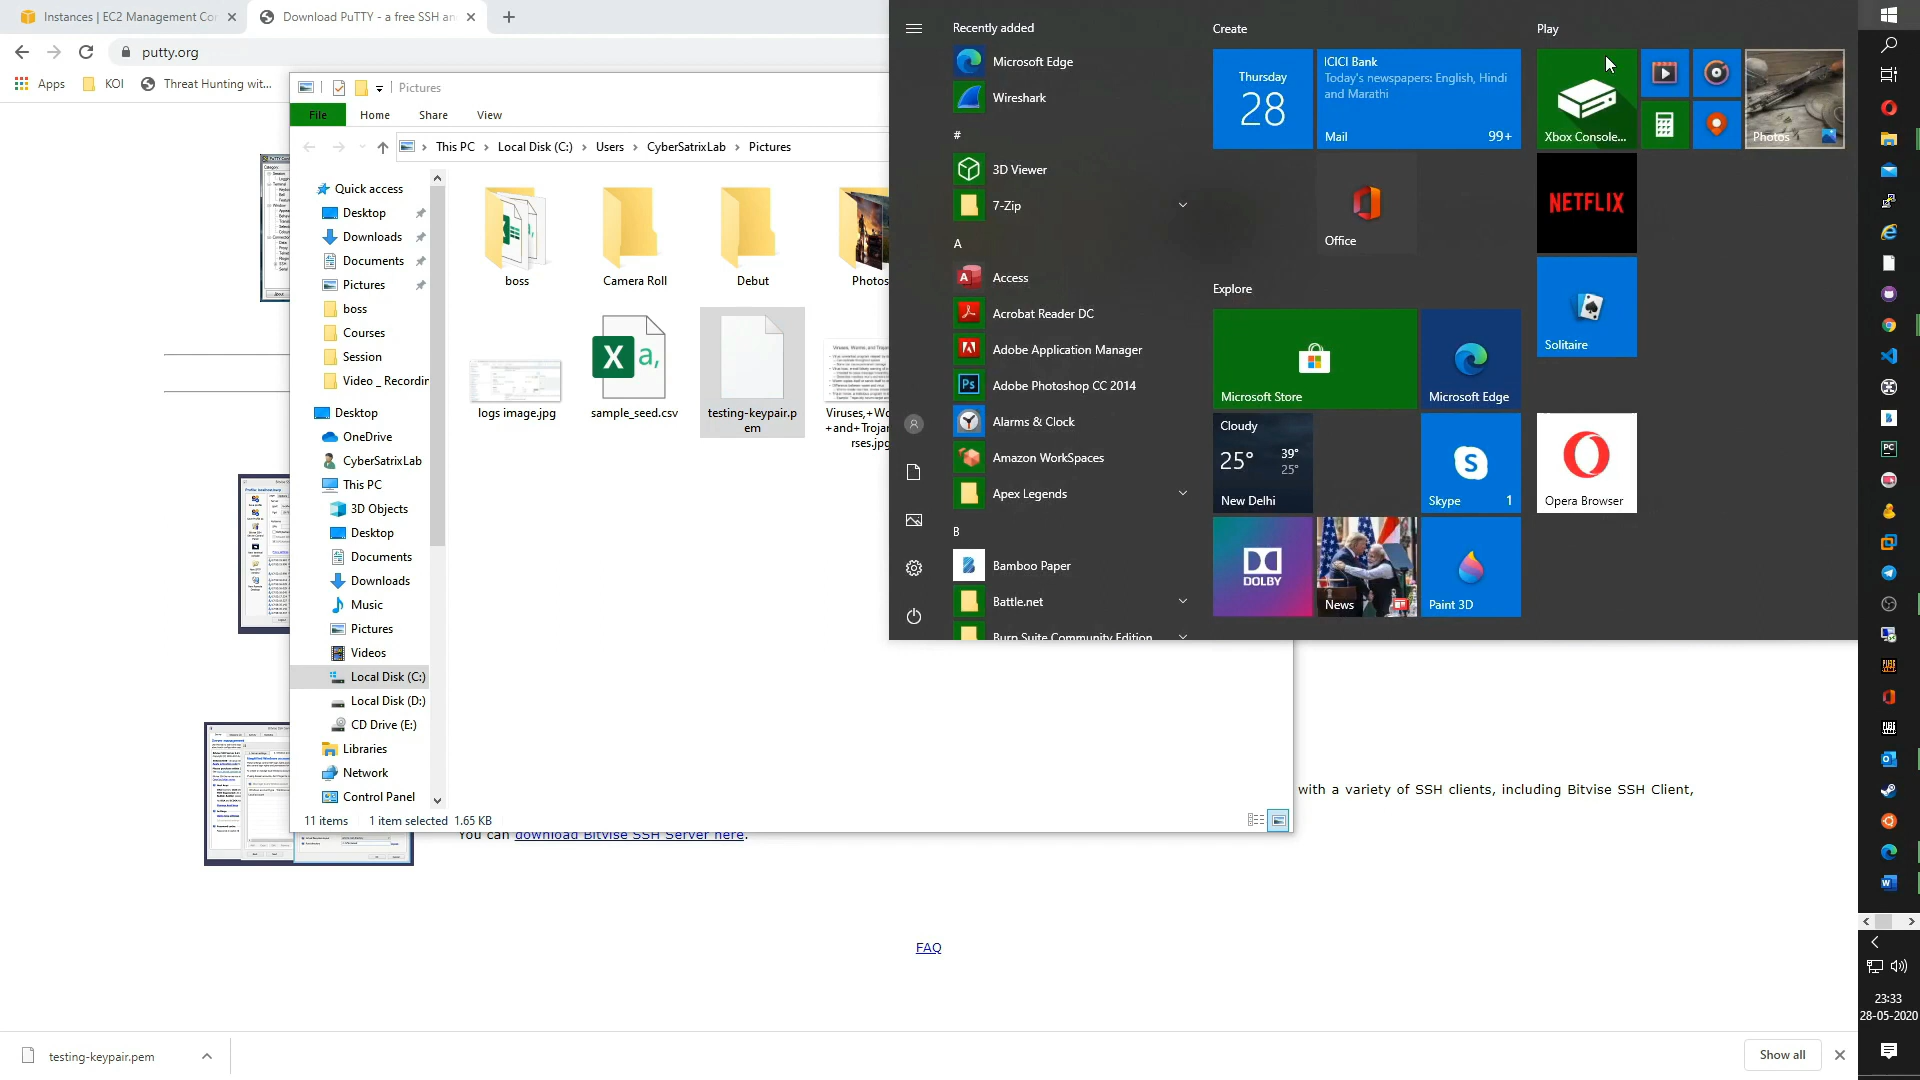 Instances | EC2 Management Con
Download PuTTY - a free SSH an
putty.org
Apps
KOI
Threat Hunting wit...
Pictures
File
Home
Share
View
This PC
Local Disk (C:)
Users
CyberSatrixLab
Pictures
Quick access
Desktop
Downloads
Documents
Pictures
boss
Courses
Session
Video _ Recordin
Desktop
OneDrive
CyberSatrixLab
This PC
3D Objects
Desktop
Documents
Downloads
Music
Pictures
Videos
Local Disk (C:)
Local Disk (D:)
CD Drive (E:)
Libraries
Network
Control Panel
boss
Camera Roll
Debut
Photos
logs image.jpg
sample_seed.csv
testing-keypair.p
em
Viruses,+Wo
+and+Trojan
rses.jpg
11 items
1 item selected 1.65 KB
Recently added
Microsoft Edge
Wireshark
#
3D Viewer
7-Zip
A
Access
Acrobat Reader DC
Adobe Application Manager
Adobe Photoshop CC 2014
Alarms & Clock
Amazon WorkSpaces
Apex Legends
B
Bamboo Paper
Battle.net
Burp Suite Community Edition
Create
Thursday
28
ICICI Bank
Today's newspapers: English, Hindi
and Marathi
Mail
99+
Office
Explore
Microsoft Store
Microsoft Edge
Cloudy
25°
39°
25°
New Delhi
Skype
1
DOLBY
News
Paint 3D
Play
Xbox Console...
Photos
NETFLIX
Solitaire
Opera Browser
with a variety of SSH clients, including Bitvise SSH Client,
You can download Bitvise SSH Server here.
FAQ
testing-keypair.pem
Show all
23:33
28-05-2020